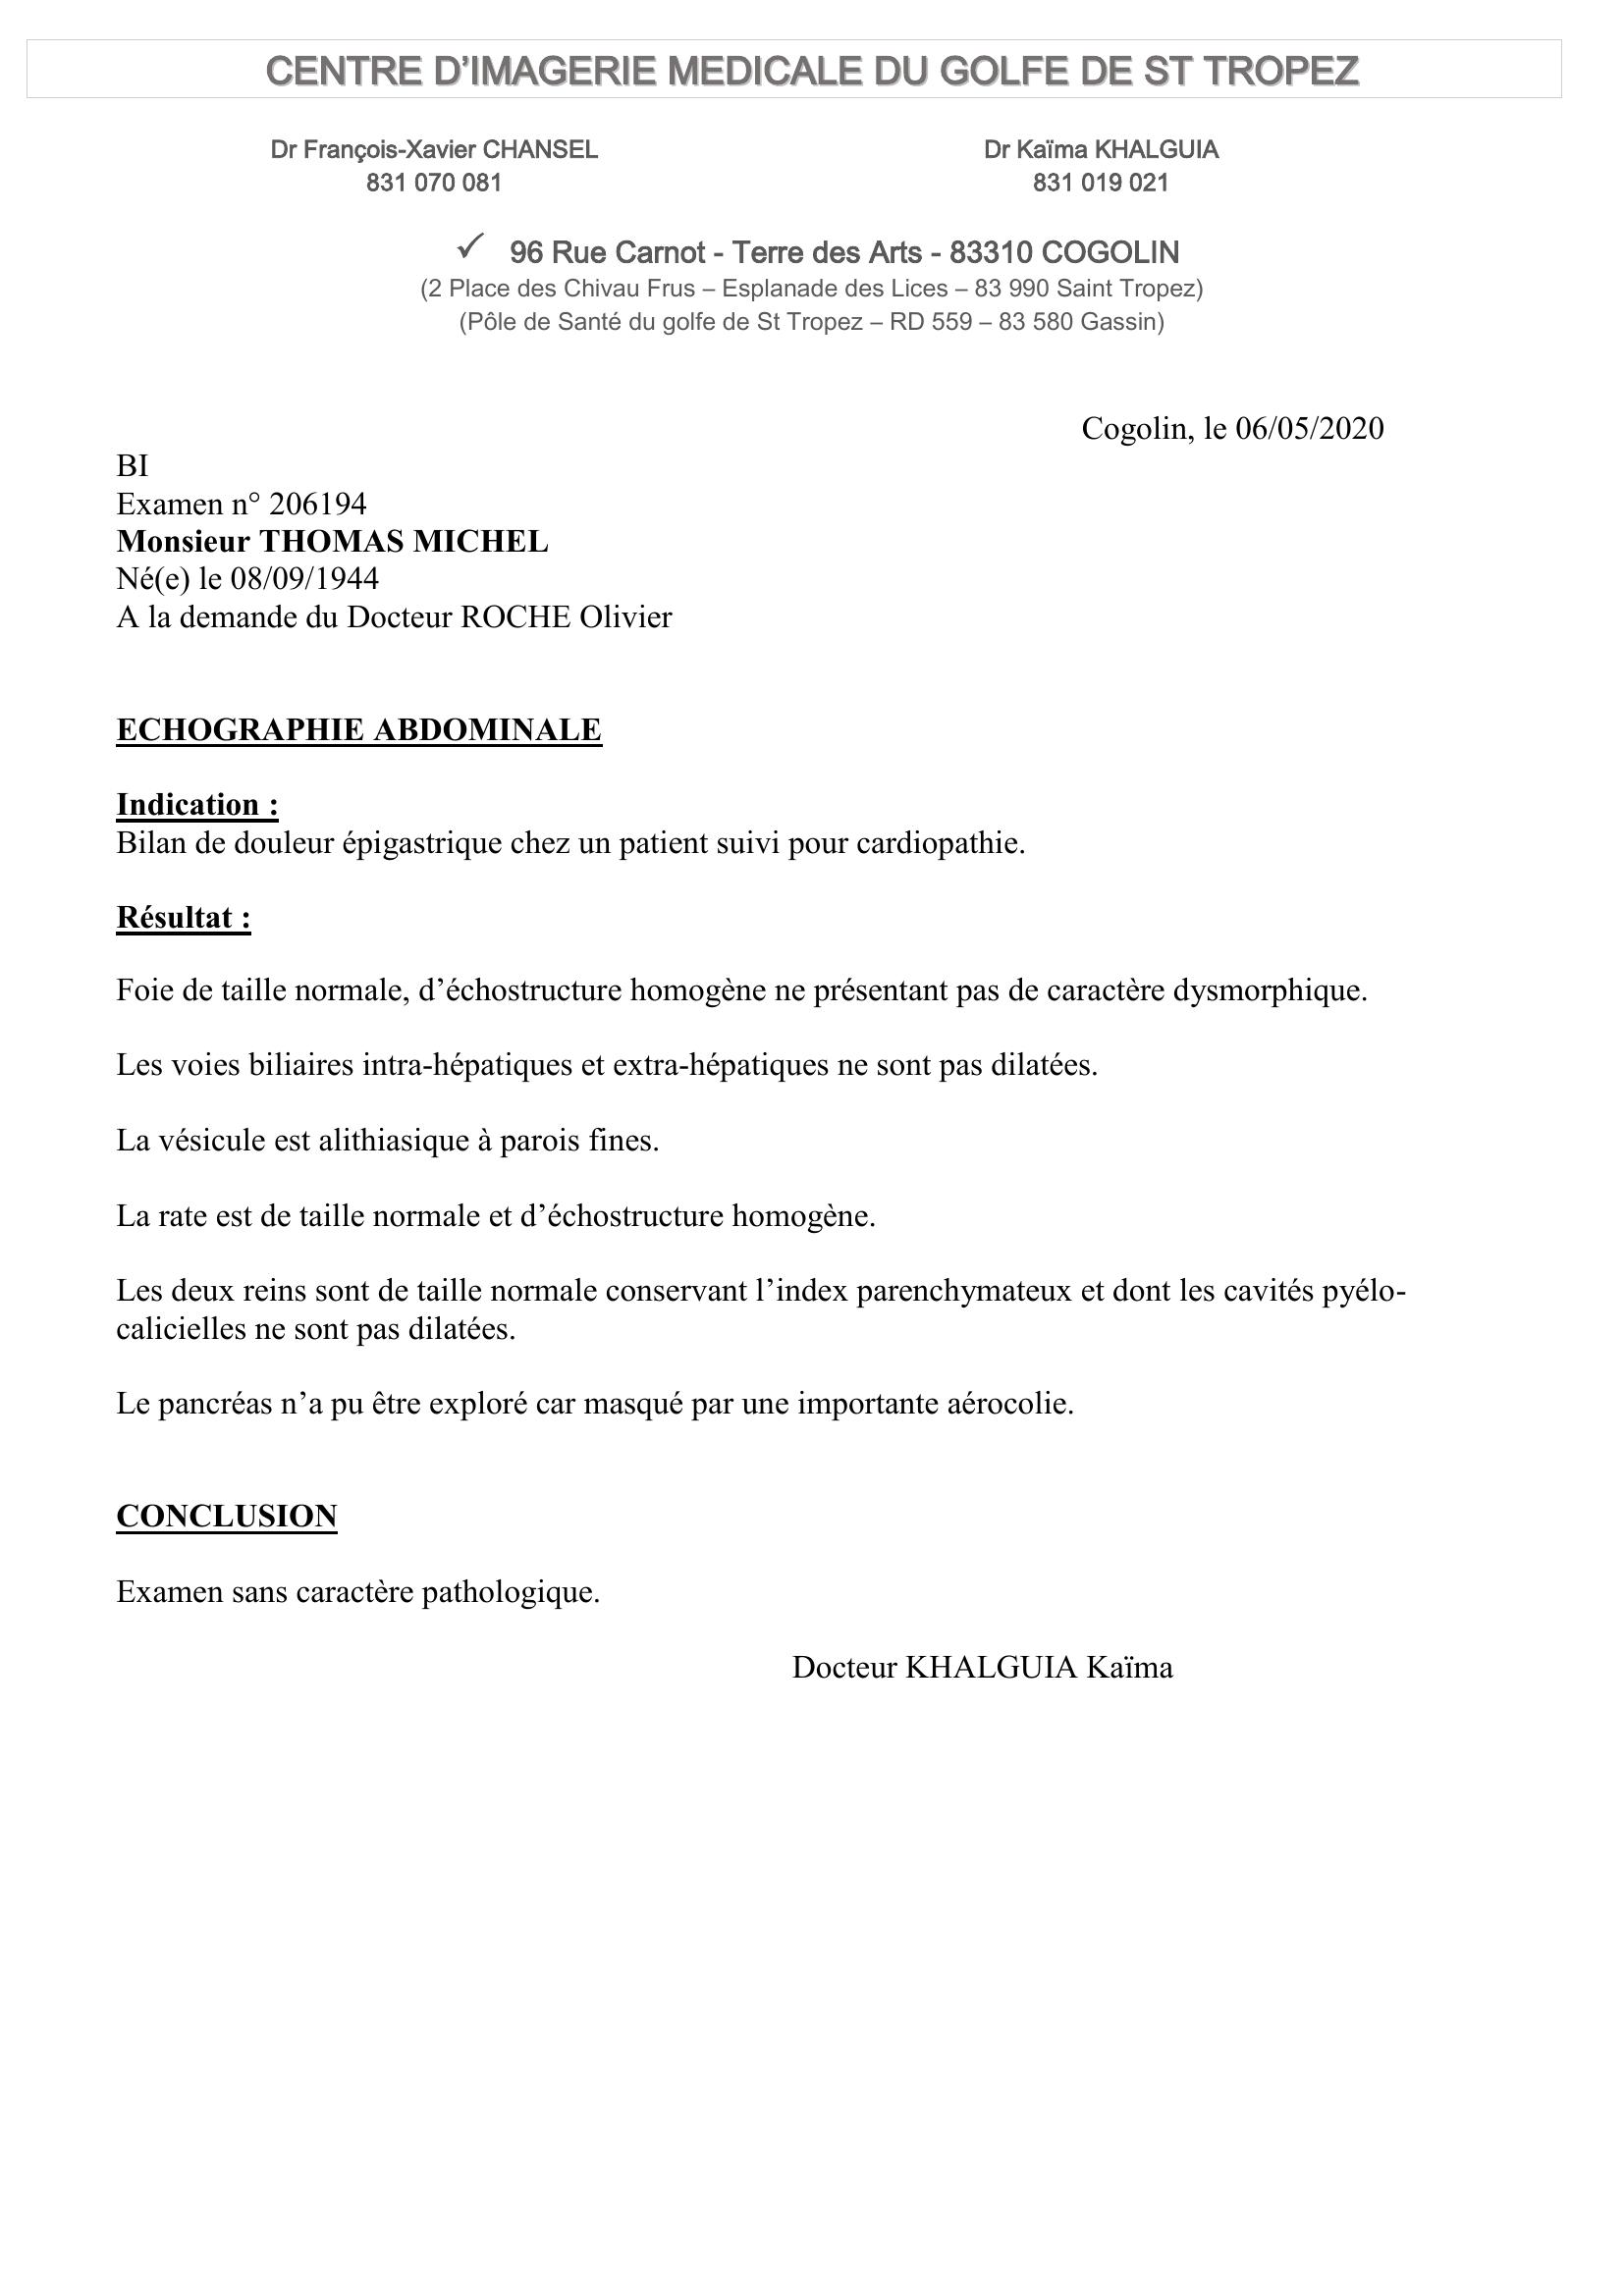 CENTRE D’IMAGERIE MEDICALE DU GOLFE DE ST TROPEZ
Dr François-Xavier CHANSEL
831 070 081
Dr Kaïma KHALGUIA
831 019 021
✓ 96 Rue Carnot - Terre des Arts - 83310 COGOLIN
(2 Place des Chivau Frus – Esplanade des Lices – 83 990 Saint Tropez)
(Pôle de Santé du golfe de St Tropez – RD 559 – 83 580 Gassin)
Cogolin, le 06/05/2020
BI
Examen n° 206194
Monsieur THOMAS MICHEL
Né(e) le 08/09/1944
A la demande du Docteur ROCHE Olivier
ECHOGRAPHIE ABDOMINALE
Indication :
Bilan de douleur épigastrique chez un patient suivi pour cardiopathie.
Résultat :
Foie de taille normale, d’échostructure homogène ne présentant pas de caractère dysmorphique.
Les voies biliaires intra-hépatiques et extra-hépatiques ne sont pas dilatées.
La vésicule est alithiasique à parois fines.
La rate est de taille normale et d’échostructure homogène.
Les deux reins sont de taille normale conservant l’index parenchymateux et dont les cavités pyélo-
calicielles ne sont pas dilatées.
Le pancréas n’a pu être exploré car masqué par une importante aérocolie.
CONCLUSION
Examen sans caractère pathologique.
Docteur KHALGUIA Kaïma